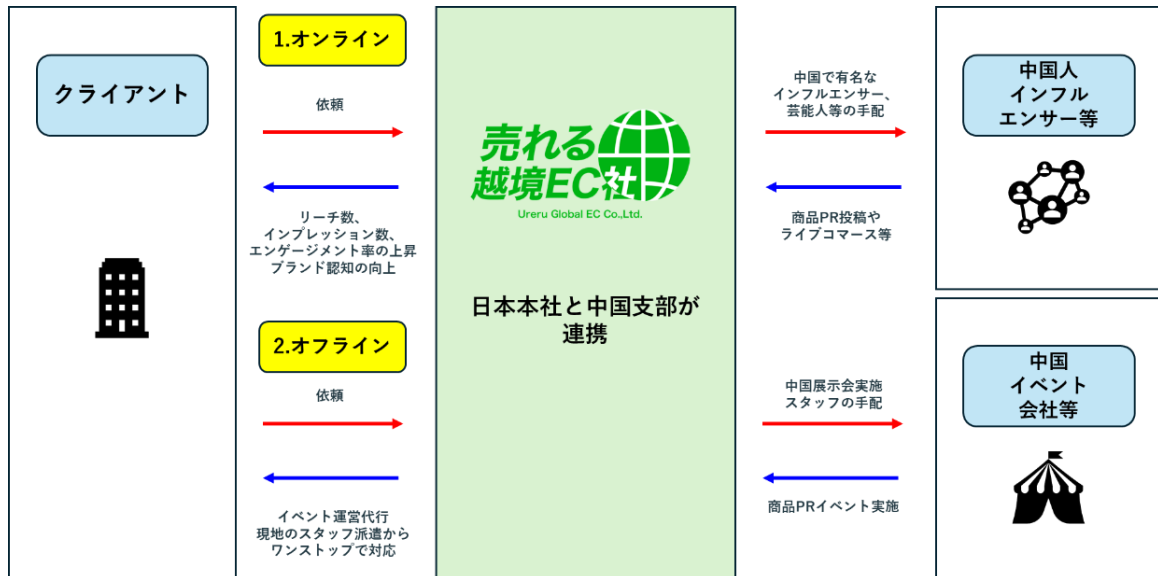 クライアント
1.オンライン
依頼
リーチ数、
インプレッション数、
エンゲージメント率の上昇
ブランド認知の向上
2.オフライン
依頼
イベント運営代行
現地のスタッフ派遣から
ワンストップで対応
売れる
越境EC社
Ureru Global EC Co.,Ltd.
日本本社と中国支部が
連携
中国で有名な
インフルエンサー、
芸能人等の手配
商品PR投稿や
ライブコマース等
中国展示会実施
スタッフの手配
商品PRイベント実施
中国人
インフル
エンサー等
中国
イベント
会社等